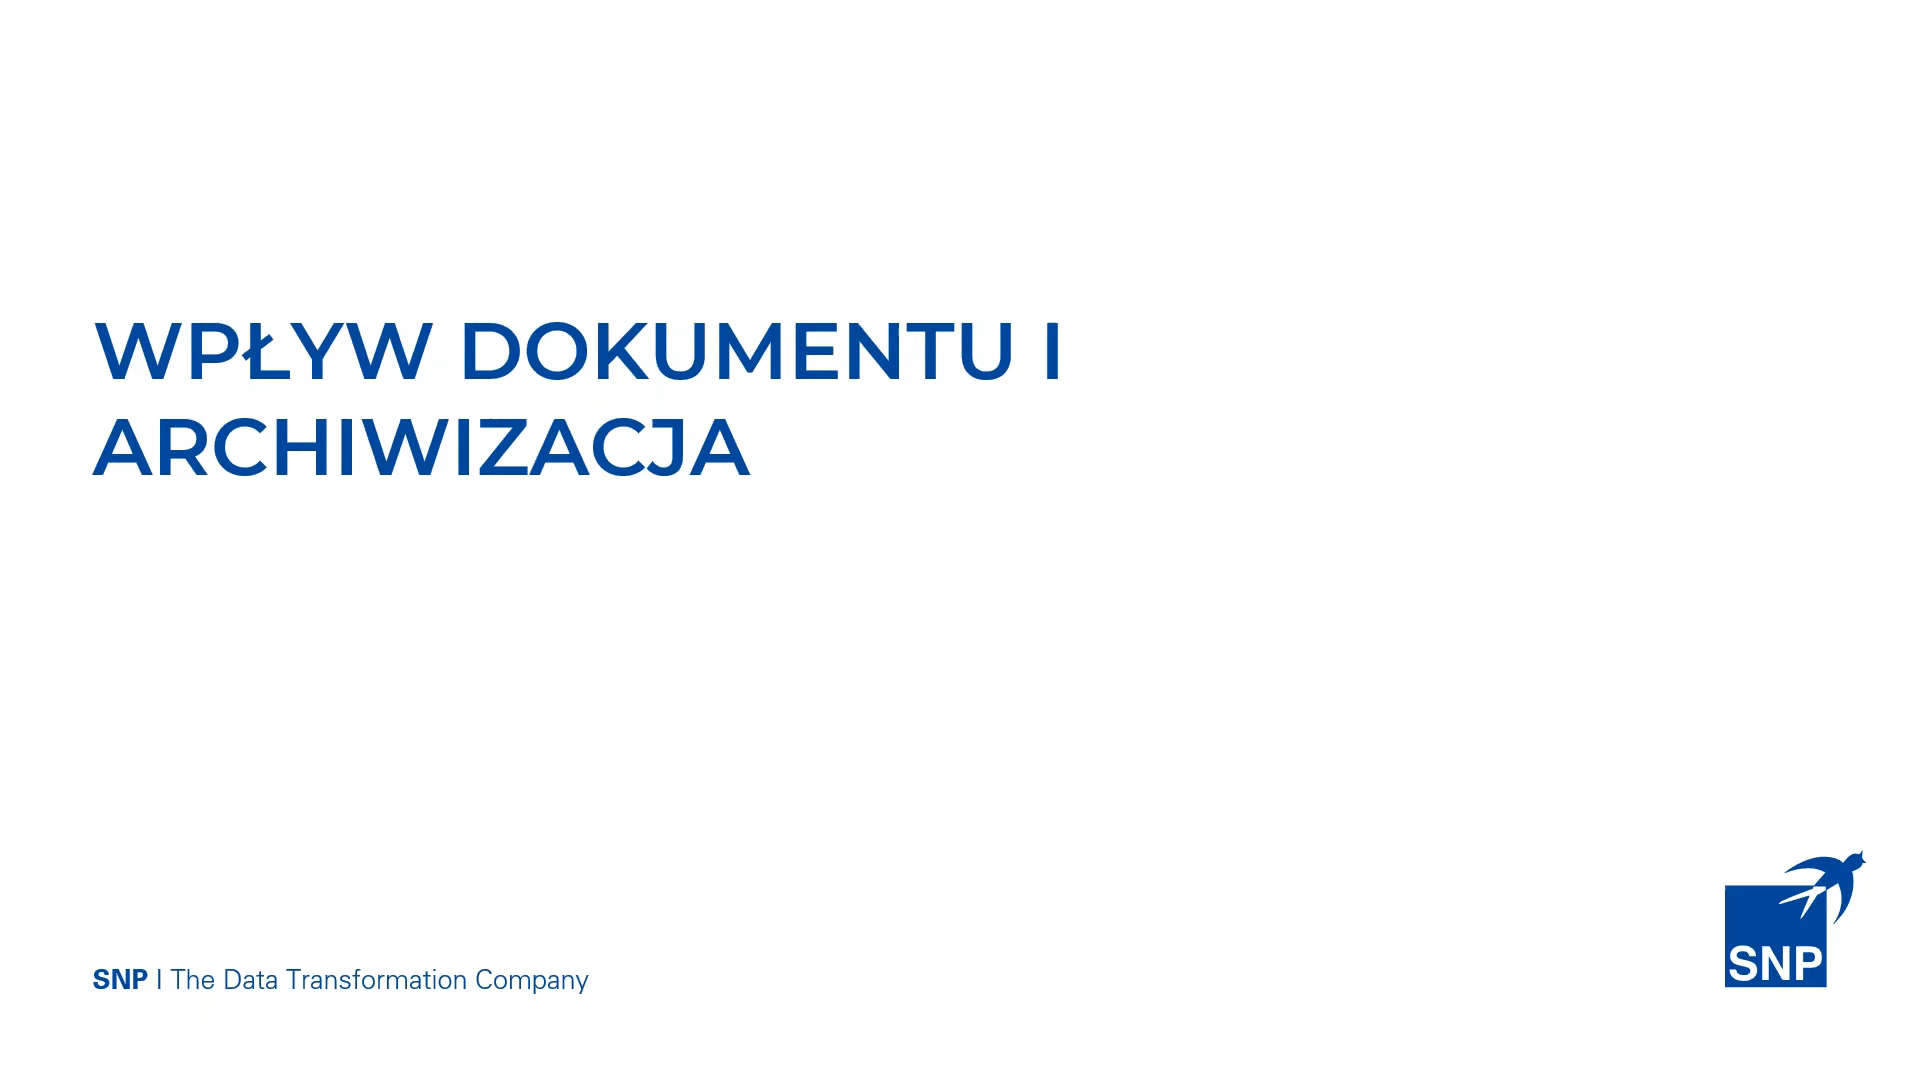 WPŁYW DOKUMENTU I
ARCHIWIZACJA
SNP
SNP | The Data Transformation Company